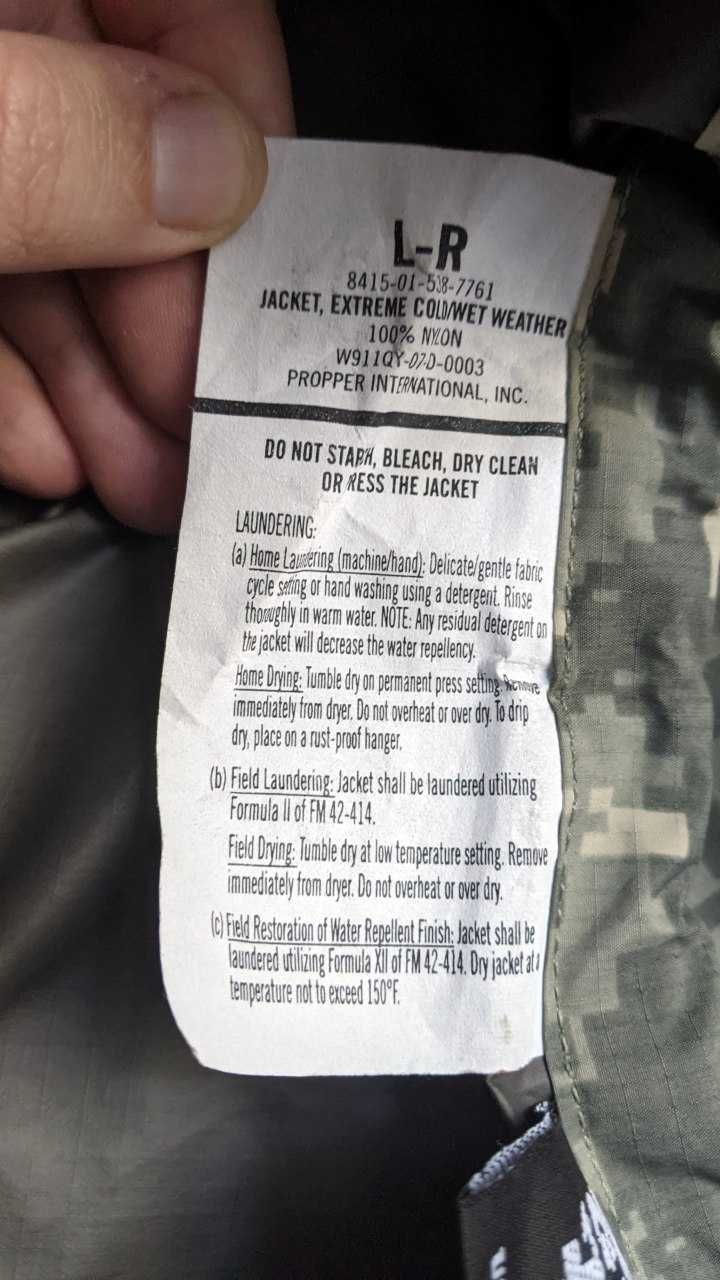 L-R
8415-01-538-7761
JACKET, EXTREME COLD/WET WEATHER
100% NYLON
W911QY-07-D-0003
PROPPER INTERNATIONAL, INC.
DO NOT STARH, BLEACH, DRY CLEAN
OR RESS THE JACKET
LAUNDERING:
(a) Home Laundering (machine/hand): Delicate/gentle fabric
cycle setting or hand washing using a detergent. Rinse
thoroughly in warm water. NOTE: Any residual detergent on
the jacket will decrease the water repellency.
Home Drying: Tumble dry on permanent press setting. Remove
immediately from dryer. Do not overheat or over dry. To drip
dry, place on a rust-proof hanger.
(b) Field Laundering: Jacket shall be laundered utilizing
Formula II of FM 42-414.
Field Drying: Tumble dry at low temperature setting. Remove
immediately from dryer. Do not overheat or over dry.
(c) Field Restoration of Water Repellent Finish: Jacket shall be
laundered utilizing Formula XII of FM 42-414. Dry jacket at a
temperature not to exceed 150°F.